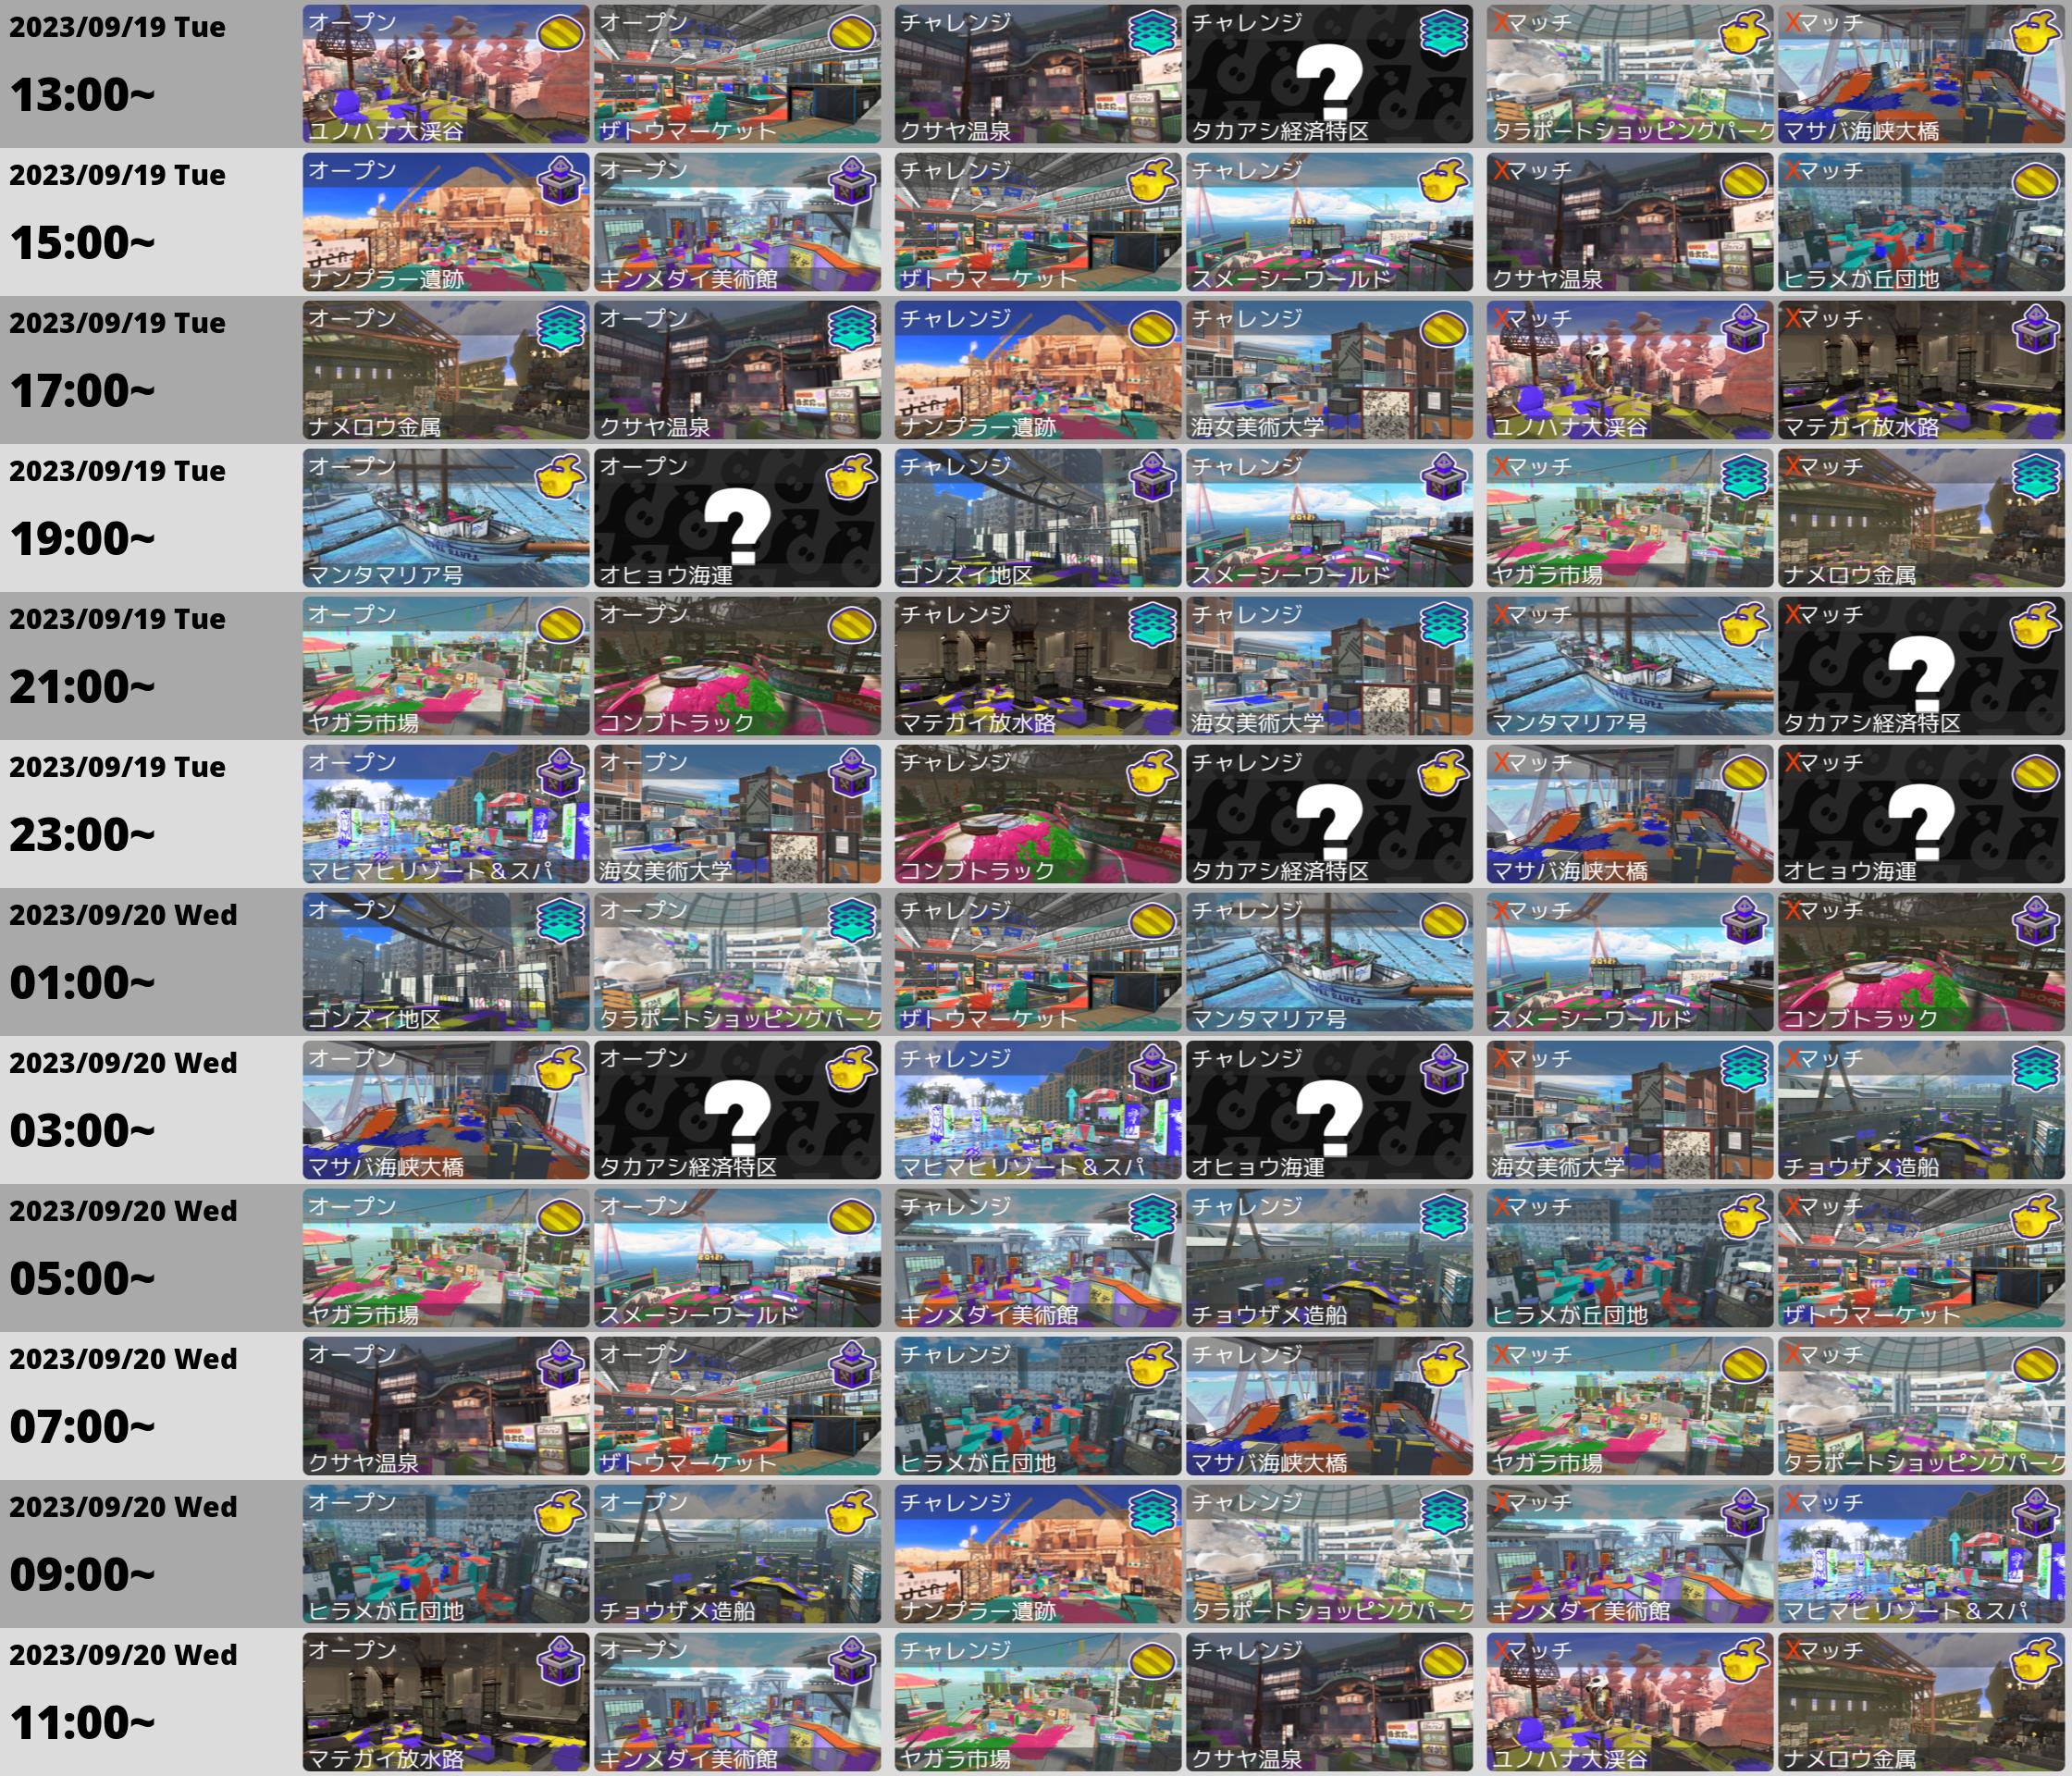 2023/09/19 Tue
13:00~
オープン オープン チャレンジ チャレンジ Xマッチ Xマッチ
ユノハナ大渓谷 ザトウマーケット クサヤ温泉 タカアシ経済特区 タラポートショッピングパーク マサバ海峡大橋
2023/09/19 Tue
15:00~
オープン オープン チャレンジ チャレンジ Xマッチ Xマッチ
ナンプラー遺跡 キンメダイ美術館 ザトウマーケット スメーシーワールド クサヤ温泉 ヒラメが丘団地
2023/09/19 Tue
17:00~
オープン オープン チャレンジ チャレンジ Xマッチ Xマッチ
ナメロウ金属 クサヤ温泉 ナンプラー遺跡 海女美術大学 ユノハナ大渓谷 マテガイ放水路
2023/09/19 Tue
19:00~
オープン オープン チャレンジ チャレンジ Xマッチ Xマッチ
マンタマリア号 オヒョウ海運 ゴンズイ地区 スメーシーワールド ヤガラ市場 ナメロウ金属
2023/09/19 Tue
21:00~
オープン オープン チャレンジ チャレンジ Xマッチ Xマッチ
ヤガラ市場 コンブトラック マテガイ放水路 海女美術大学 マンタマリア号 タカアシ経済特区
2023/09/19 Tue
23:00~
オープン オープン チャレンジ チャレンジ Xマッチ Xマッチ
マヒマヒリゾート＆スパ 海女美術大学 コンブトラック タカアシ経済特区 マサバ海峡大橋 オヒョウ海運
2023/09/20 Wed
01:00~
オープン オープン チャレンジ チャレンジ Xマッチ Xマッチ
ゴンズイ地区 タラポートショッピングパーク ザトウマーケット マンタマリア号 スメーシーワールド コンブトラック
2023/09/20 Wed
03:00~
オープン オープン チャレンジ チャレンジ Xマッチ Xマッチ
マサバ海峡大橋 タカアシ経済特区 マヒマヒリゾート＆スパ オヒョウ海運 海女美術大学 チョウザメ造船
2023/09/20 Wed
05:00~
オープン オープン チャレンジ チャレンジ Xマッチ Xマッチ
ヤガラ市場 スメーシーワールド キンメダイ美術館 チョウザメ造船 ヒラメが丘団地 ザトウマーケット
2023/09/20 Wed
07:00~
オープン オープン チャレンジ チャレンジ Xマッチ Xマッチ
クサヤ温泉 ザトウマーケット ヒラメが丘団地 マサバ海峡大橋 ヤガラ市場 タラポートショッピングパーク
2023/09/20 Wed
09:00~
オープン オープン チャレンジ チャレンジ Xマッチ Xマッチ
ヒラメが丘団地 チョウザメ造船 ナンプラー遺跡 タラポートショッピングパーク キンメダイ美術館 マヒマヒリゾート＆スパ
2023/09/20 Wed
11:00~
オープン オープン チャレンジ チャレンジ Xマッチ Xマッチ
マテガイ放水路 キンメダイ美術館 ヤガラ市場 クサヤ温泉 ユノハナ大渓谷 ナメロウ金属